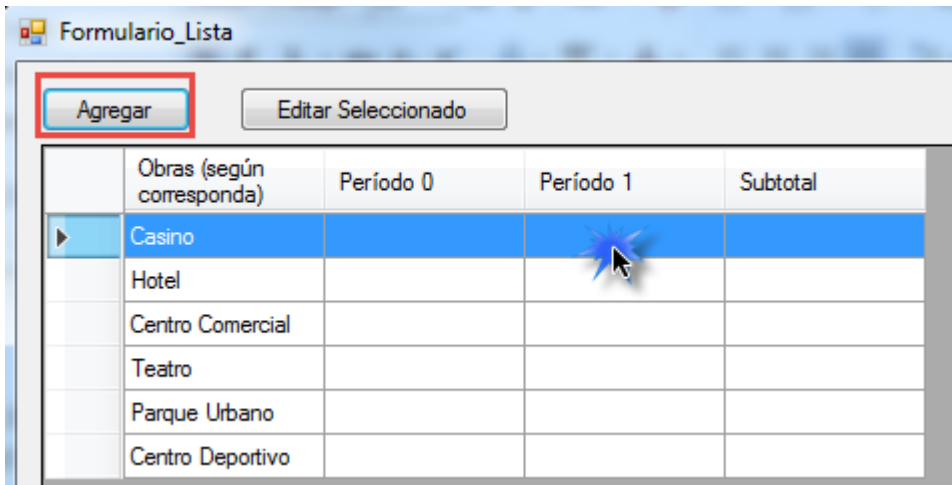 Formulario_Lista
Agregar
Editar Seleccionado
Obras (según
corresponda)
Período 0
Período 1
Subtotal
Casino
Hotel
Centro Comercial
Teatro
Parque Urbano
Centro Deportivo